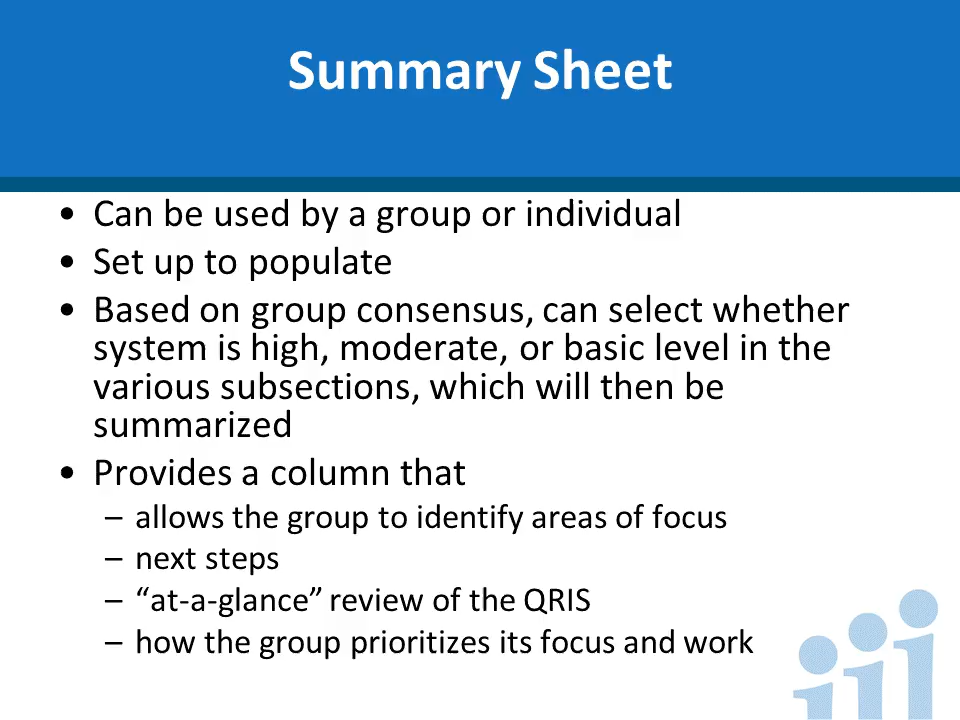 Summary Sheet
• Can be used by a group or individual
• Set up to populate
• Based on group consensus, can select whether
system is high, moderate, or basic level in the
various subsections, which will then be
summarized
• Provides a column that
– allows the group to identify areas of focus
– next steps
– “at-a-glance” review of the QRIS
– how the group prioritizes its focus and work